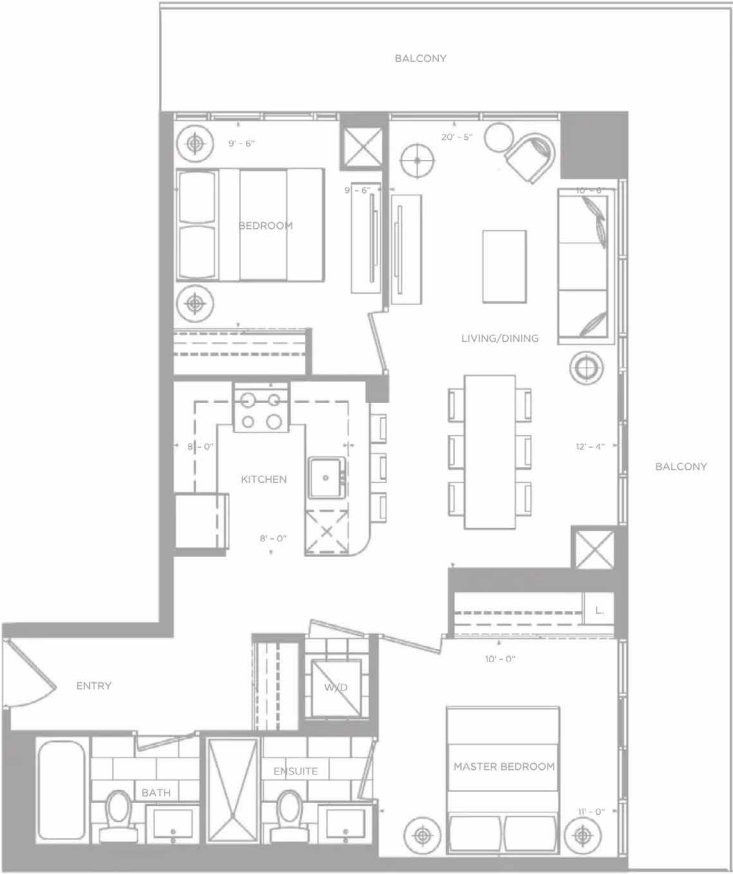 BALCONY
9' - 6"
20' - 5"
9' - 6"
10' - 6"
BEDROOM
LIVING/DINING
8' - 0"
12' - 4"
BALCONY
KITCHEN
8' - 0"
L.
10' - 0"
ENTRY
W/D
MASTER BEDROOM
ENSUITE
BATH
11' - 0"